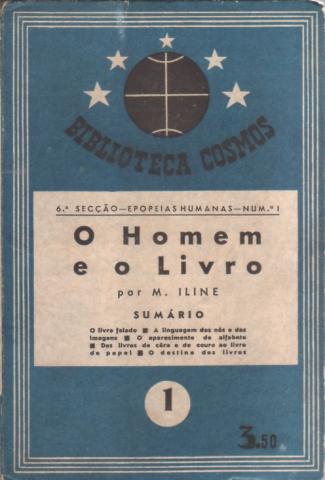 BIBLIOTECA COSMOS
6.ª SECÇÃO—EPOPEIAS HUMANAS—NUM.º I
O Homem
e o Livro
por M. ILINE
SUMÁRIO
O livro falado ■ A linguagem dos nós e das
imagens ■ O aparecimento do alfabeto
■ Dos livros de cêra e de couro ao livro
de papel ■ O destino dos livros
1
3.50